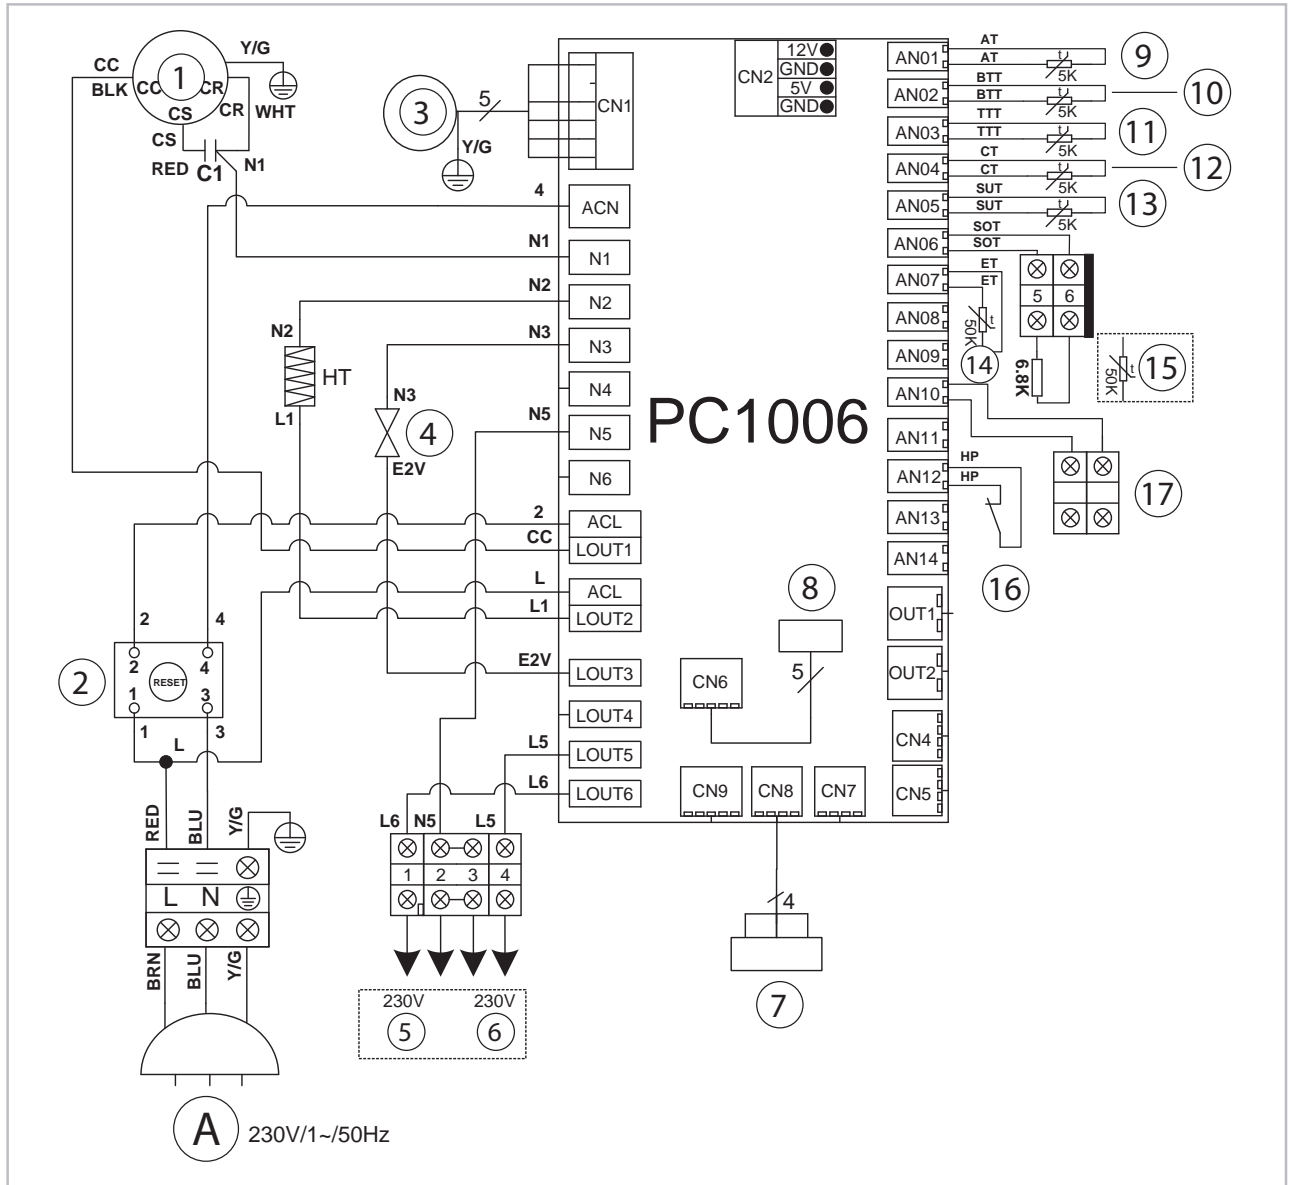 CC
BLK
Y/G
1
CC
CR
CS
CR
WHT
CS
RED
C1
N1
3
5
Y/G
CN1
CN2
12V
GND
5V
GND
AN01
AT
AT
t
5K
9
AN02
BTT
BTT
t
5K
10
AN03
TTT
TTT
t
5K
11
AN04
CT
CT
t
5K
12
AN05
SUT
SUT
t
5K
13
AN06
SOT
SOT
AN07
ET
ET
AN08
50K
t
14
AN09
AN10
5
6
6.8K
50K
t
15
AN11
AN12
HP
HP
16
17
AN13
AN14
OUT1
OUT2
CN4
CN5
PC1006
4
ACN
N1
N1
N2
N2
N3
N3
N4
N5
N5
N6
2
ACL
CC
LOUT1
L
ACL
L1
LOUT2
E2V
LOUT3
LOUT4
L5
LOUT5
L6
LOUT6
N2
HT
L1
N3
4
E2V
8
5
CN6
CN9
CN8
CN7
4
7
2
4
2
2
4
RESET
1
3
1
3
L
RED
BLU
Y/G
L N
BRN
BLU
Y/G
L6 N5 L5
1 2 3 4
230V 230V
5 6
A 230V/1~/50Hz